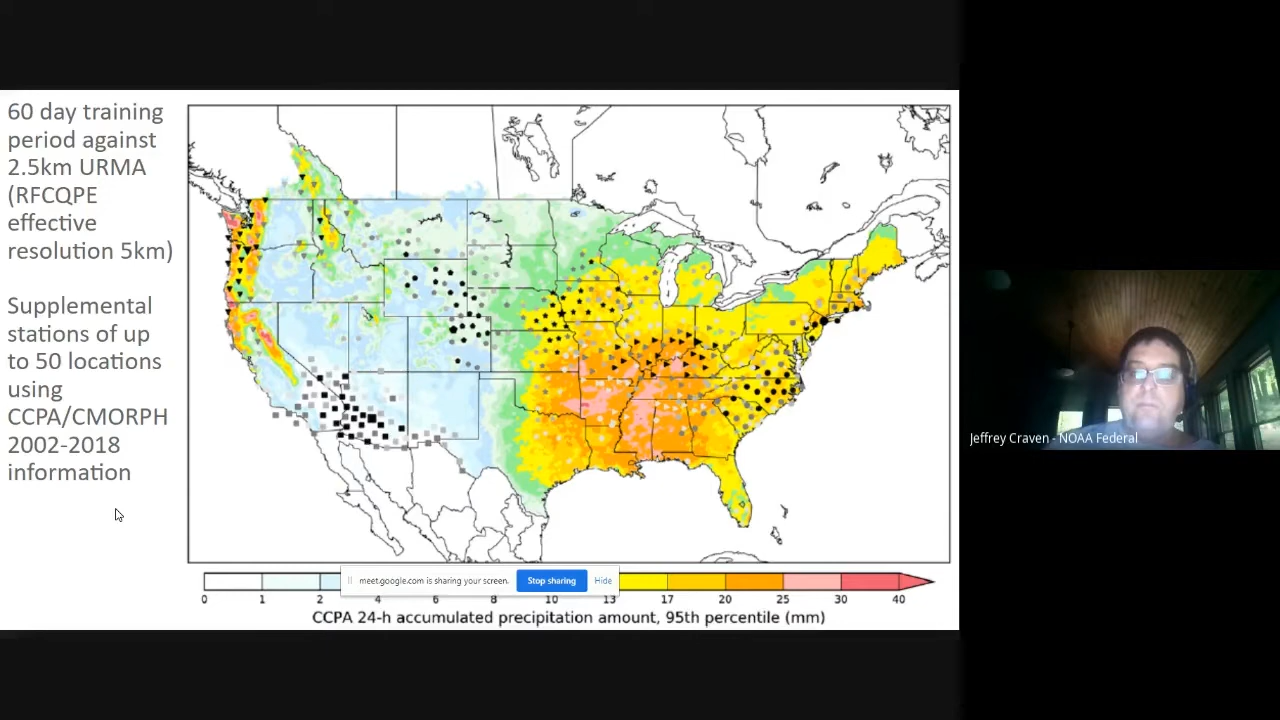 60 day training
period against
2.5km URMA
(RFCQPE
effective
resolution 5km)
Supplemental
stations of up
to 50 locations
using
CCPA/CMORPH
2002-2018
information
meet.google.com is sharing your screen.
Stop sharing
Hide
0 1 2 4 6 8 10 13 17 20 25 30 40
CCPA 24-h accumulated precipitation amount, 95th percentile (mm)
Jeffrey Craven - NOAA Federal